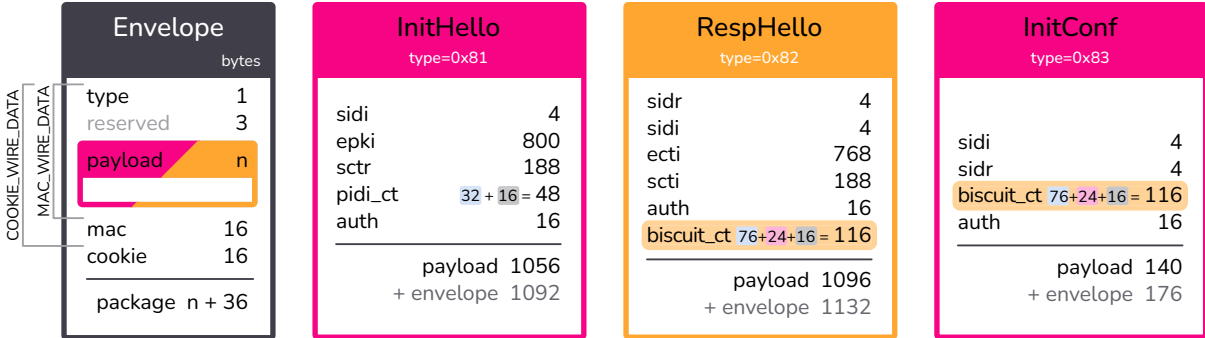 Envelope
bytes
COOKIE_WIRE_DATA
MAC_WIRE_DATA
type 1
reserved 3
payload n
mac 16
cookie 16
package n + 36
InitHello
type=0x81
sidi 4
epki 800
sctr 188
pidi_ct 32 + 16 = 48
auth 16
payload 1056
+ envelope 1092
RespHello
type=0x82
sidr 4
sidi 4
ecti 768
scti 188
auth 16
biscuit_ct 76+24+16 = 116
payload 1096
+ envelope 1132
InitConf
type=0x83
sidi 4
sidr 4
biscuit_ct 76+24+16 = 116
auth 16
payload 140
+ envelope 176